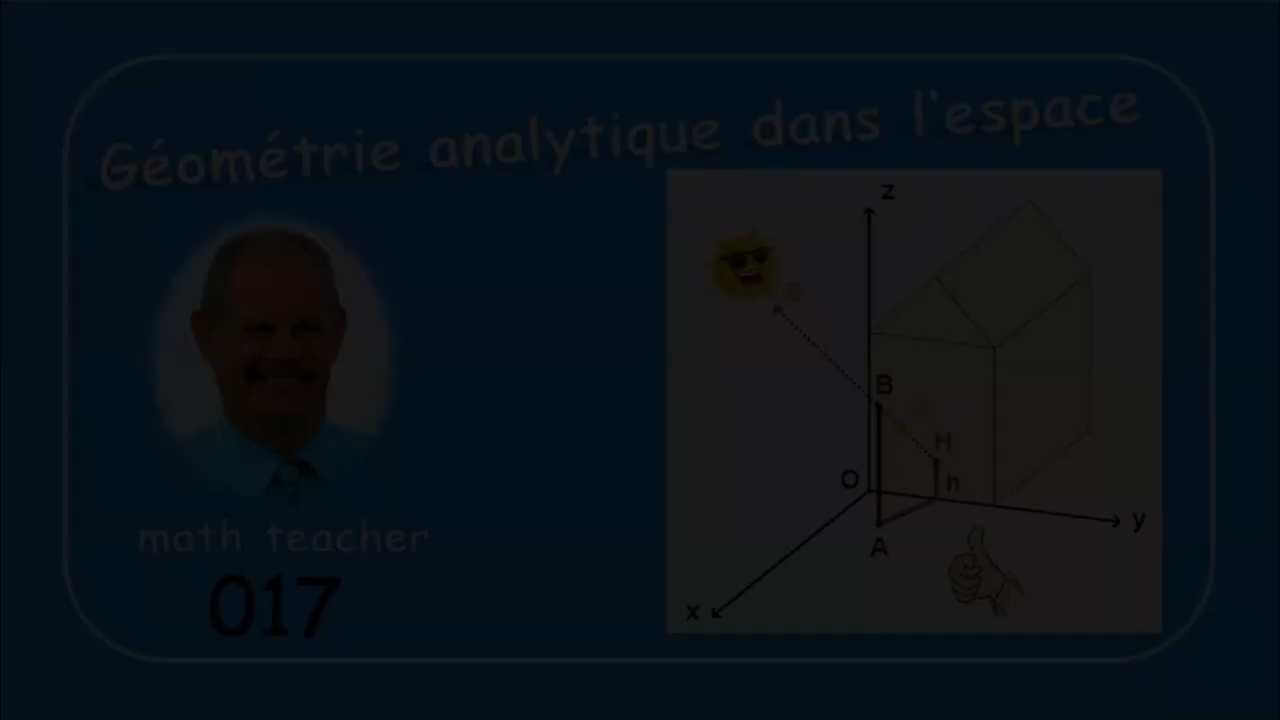 Géométrie analytique dans l'espace
z
B
H
O
h
y
A
x
math teacher
017